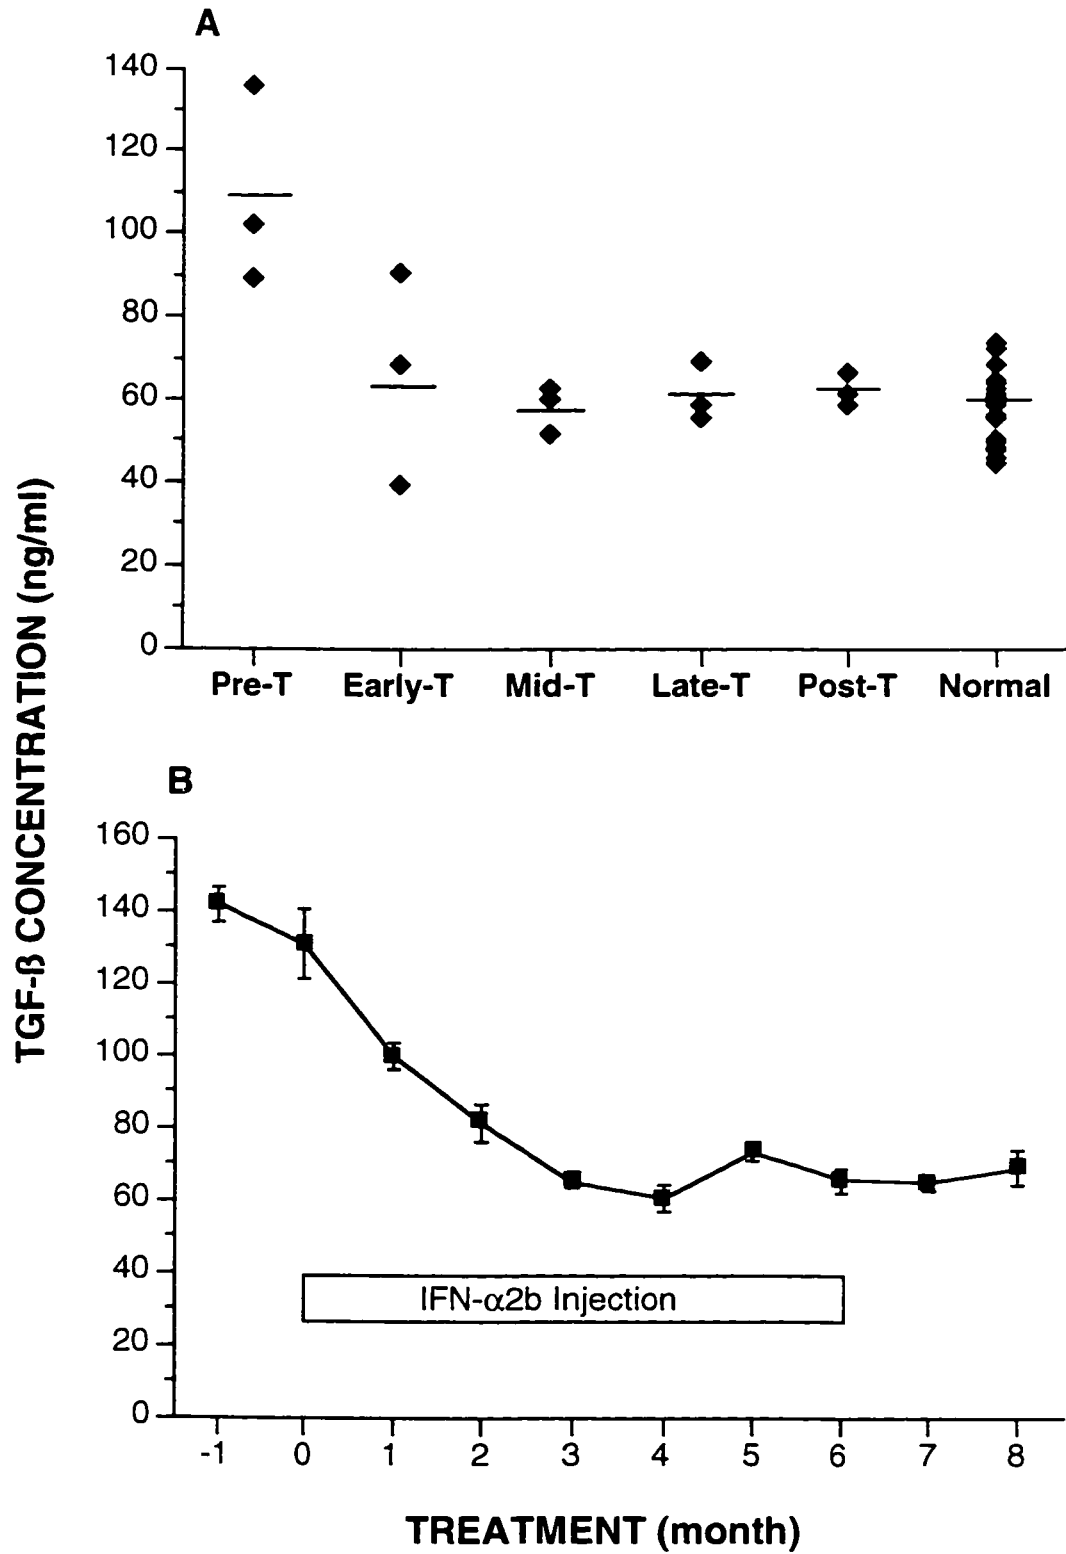 A
140
120
100
80
60
40
20
0
Pre-T Early-T Mid-T Late-T Post-T Normal
TGF-ß CONCENTRATION (ng/ml)
B
160
140
120
100
80
60
40
20
0
IFN-α2b Injection
-1 0 1 2 3 4 5 6 7 8
TREATMENT (month)